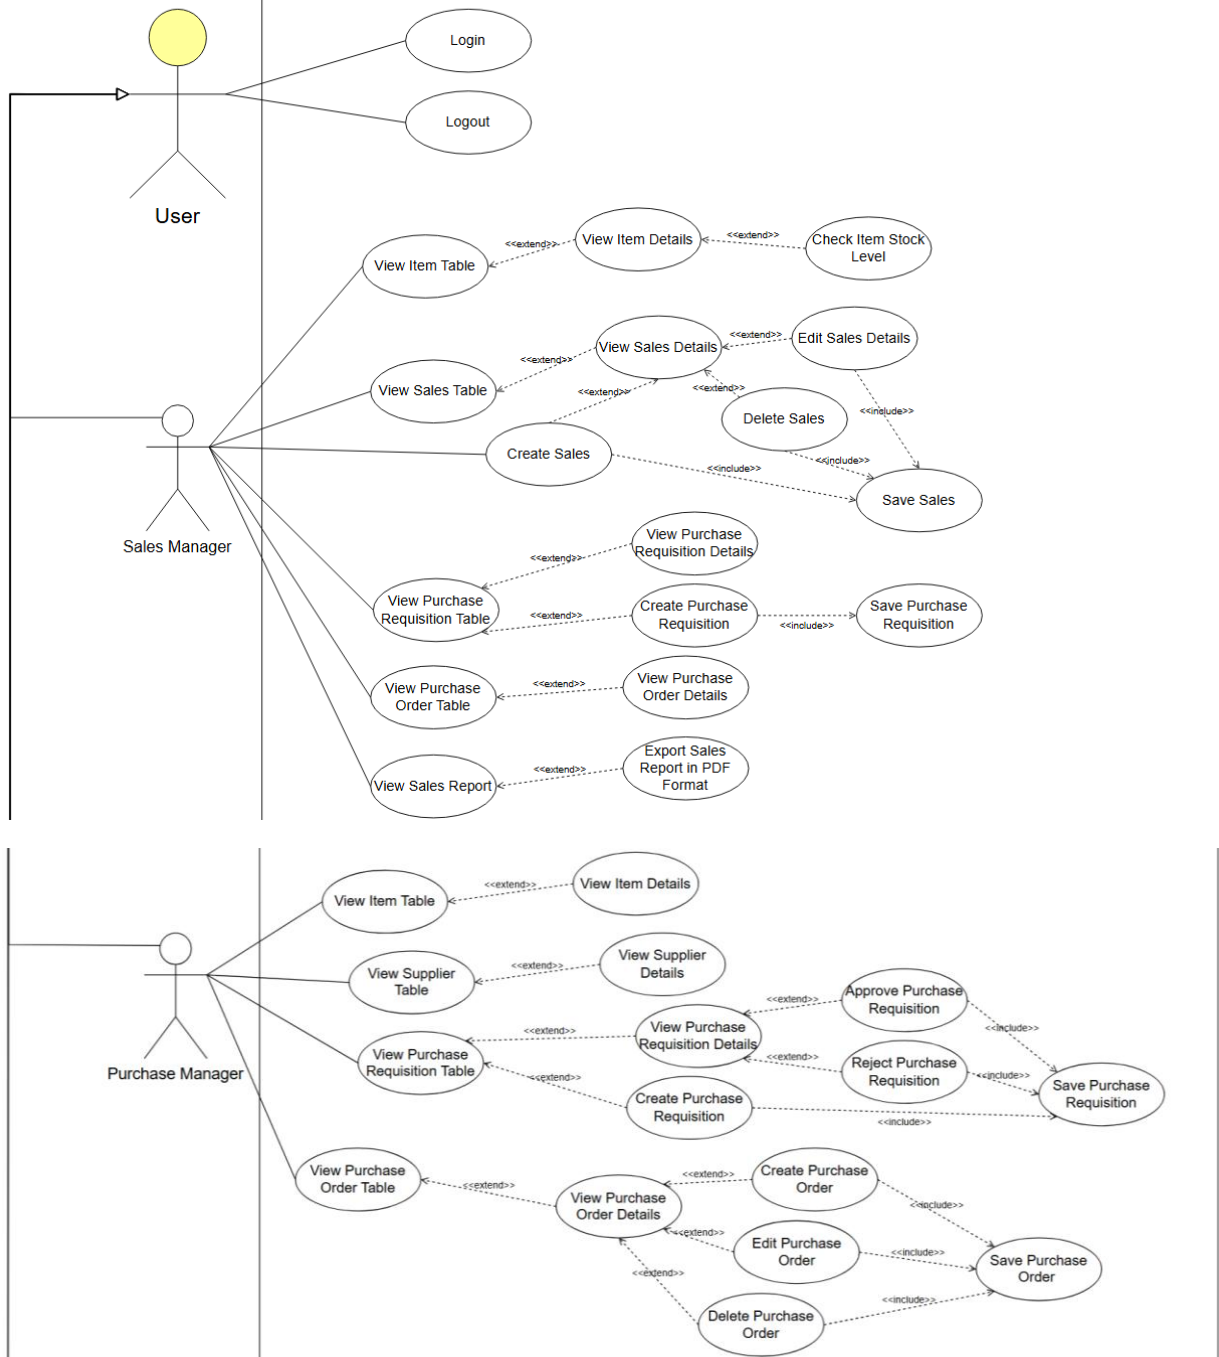 Login
Logout
User
View Item Table
<<extend>>
View Item Details
<<extend>>
Check Item Stock
Level
View Sales Table
<<extend>>
View Sales Details
<<extend>>
Edit Sales Details
<<extend>>
<<extend>>
Delete Sales
<<include>>
Create Sales
<<include>>
<<include>>
Save Sales
Sales Manager
View Purchase
Requisition Details
<<extend>>
View Purchase
Requisition Table
<<extend>>
Create Purchase
Requisition
<<include>>
Save Purchase
Requisition
View Purchase
Order Table
<<extend>>
View Purchase
Order Details
View Sales Report
<<extend>>
Export Sales
Report in PDF
Format
View Item Table
<<extend>>
View Item Details
View Supplier
Table
<<extend>>
View Supplier
Details
Purchase Manager
View Purchase
Requisition Table
<<extend>>
View Purchase
Requisition Details
<<extend>>
Approve Purchase
Requisition
<<include>>
<<extend>>
Reject Purchase
Requisition
<<include>>
Save Purchase
Requisition
<<extend>>
Create Purchase
Requisition
<<include>>
View Purchase
Order Table
<<extend>>
View Purchase
Order Details
<<extend>>
Create Purchase
Order
<<include>>
<<extend>>
Edit Purchase
Order
<<include>>
Save Purchase
Order
<<extend>>
Delete Purchase
Order
<<include>>